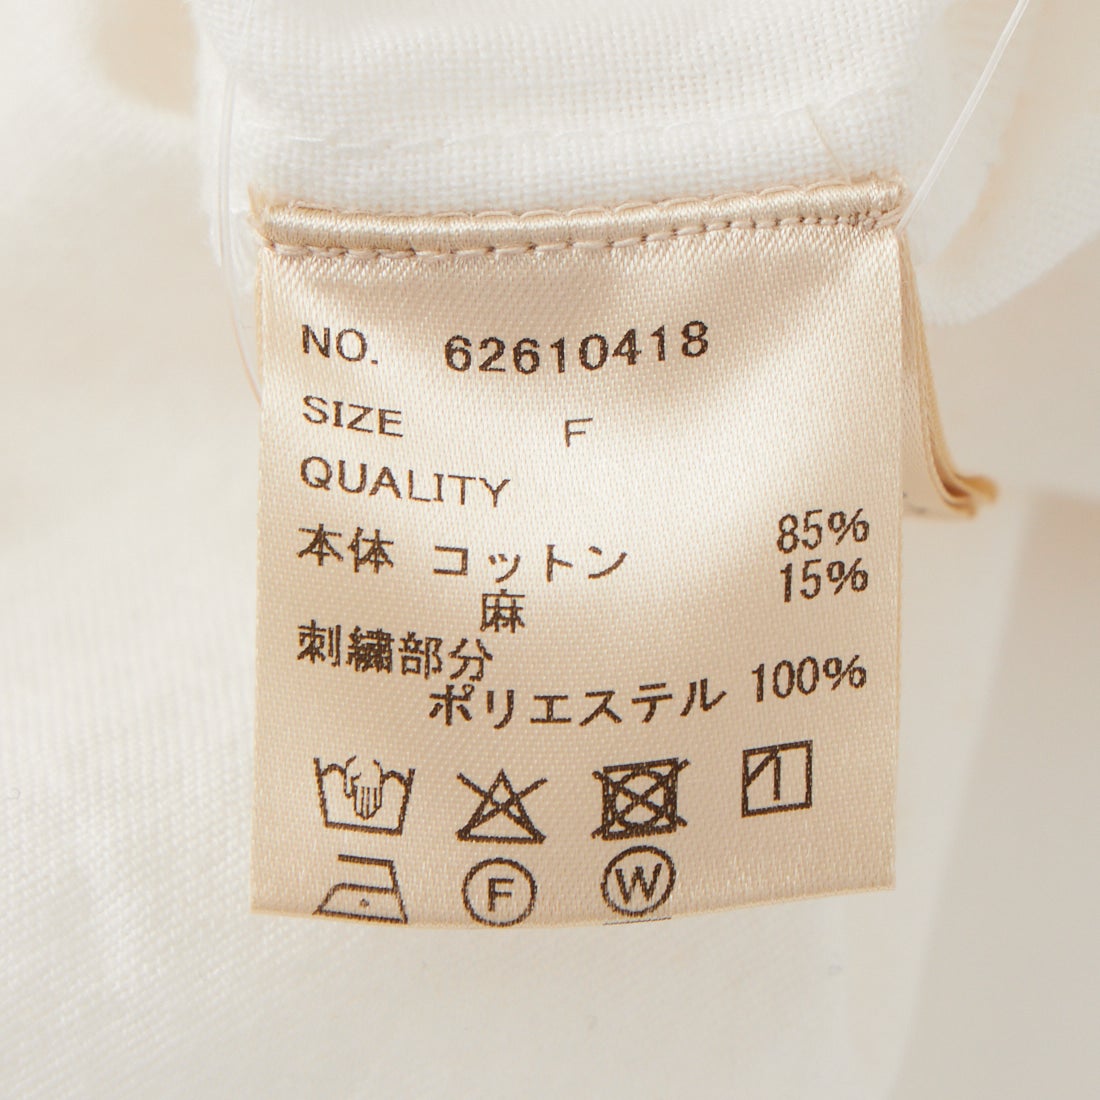 NO. 62610418
SIZE F
QUALITY
本体 コットン 85%
麻 15%
刺繍部分
ポリエステル 100%
F W